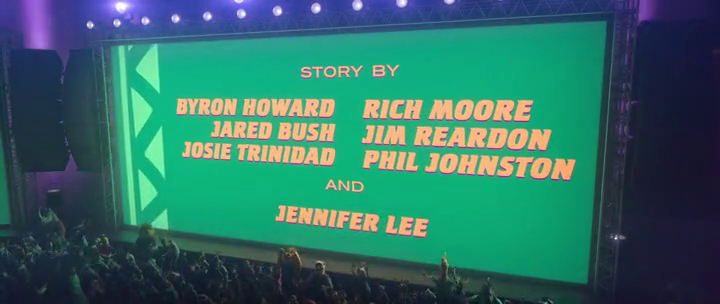 STORY BY
BYRON HOWARD RICH MOORE
JARED BUSH JIM REARDON
JOSIE TRINIDAD PHIL JOHNSTON
AND
JENNIFER LEE